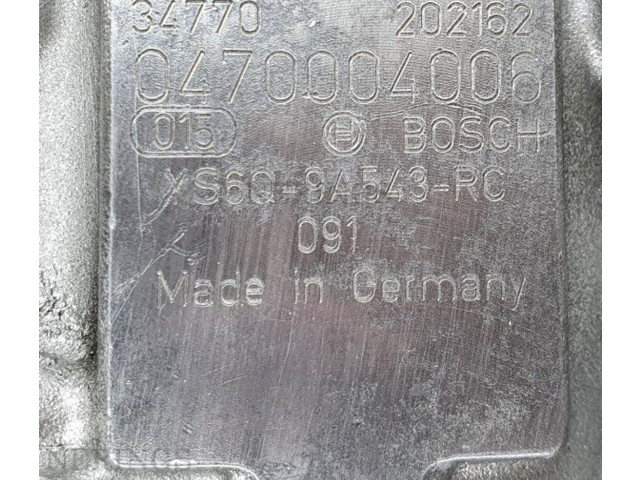 34770 202162
0470004006
015 BOSCH
XS6Q-9A543-RC
091
Made in Germany